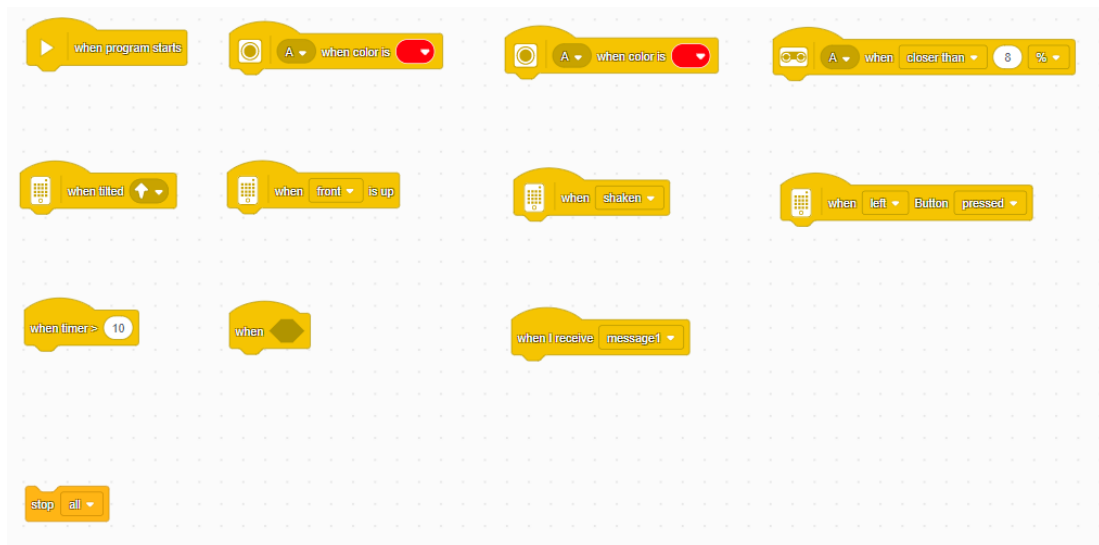 when program starts
A when color is
A when color is
A when closer than 8 %
when tilted
when front is up
when shaken
when left Button pressed
when timer > 10
when
when I receive message1
stop all